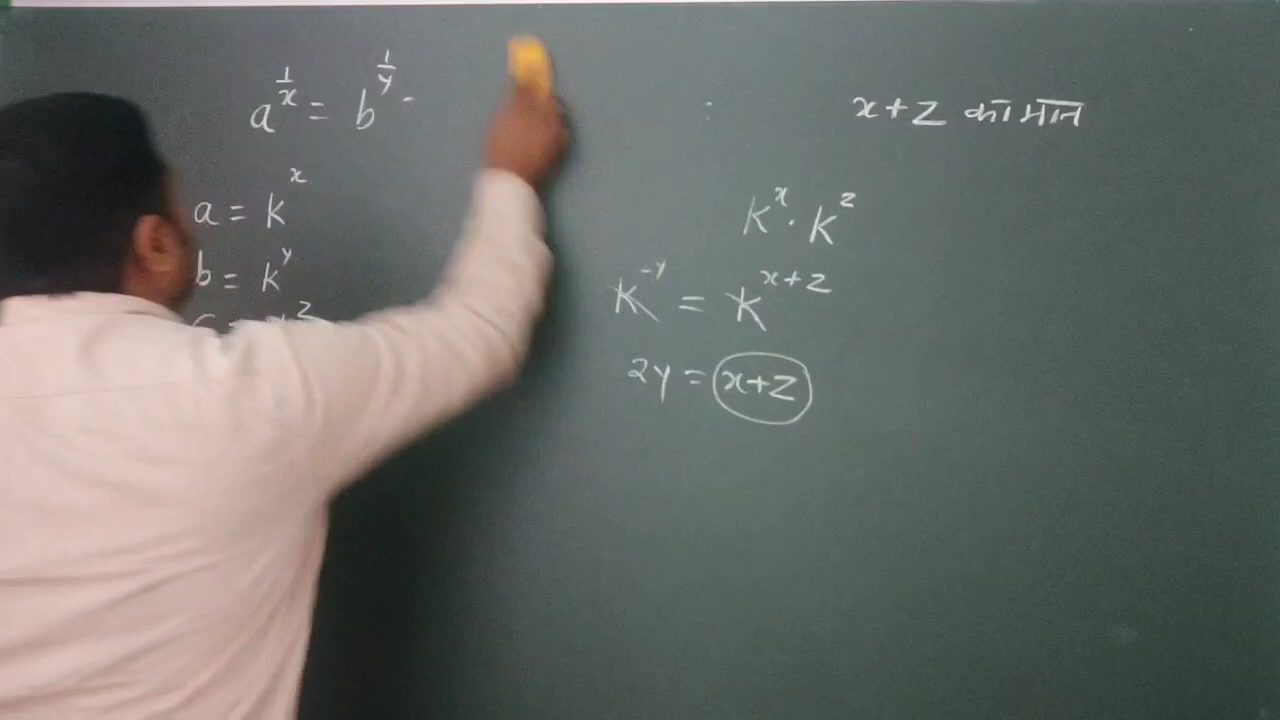 a^{1/x} = b^{1/y} -
x+z का मान
a = k^x
b = k^y
k^x · k^z
k^{-y} = k^{x+z}
2y = x+z